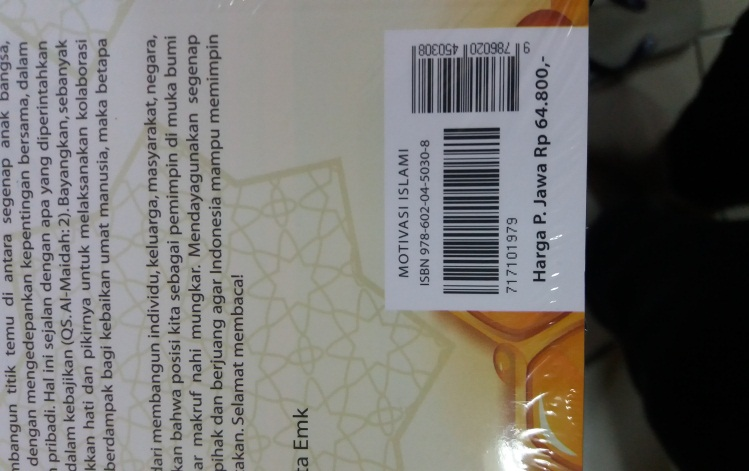 mbangun titik temu di antara segenap anak bangsa,
dengan mengedepankan kepentingan bersama, dalam
pribadi. Hal ini sejalan dengan apa yang diperintahkan
dalam kebajikan (QS. Al-Maidah: 2). Bayangkan, sebanyak
kkan hati dan pikirnya untuk melaksanakan kolaborasi
berdampak bagi kebaikan umat manusia, maka betapa
dari membangun individu, keluarga, masyarakat, negara,
kan bahwa posisi kita sebagai pemimpin di muka bumi
ar makruf nahi mungkar. Mendayagunakan segenap
pihak dan berjuang agar Indonesia mampu memimpin
akan. Selamat membaca!
ta Emk
MOTIVASI ISLAMI
ISBN 978-602-04-5030-8
9 786020 450308
717101979
Harga P. Jawa Rp 64.800,-